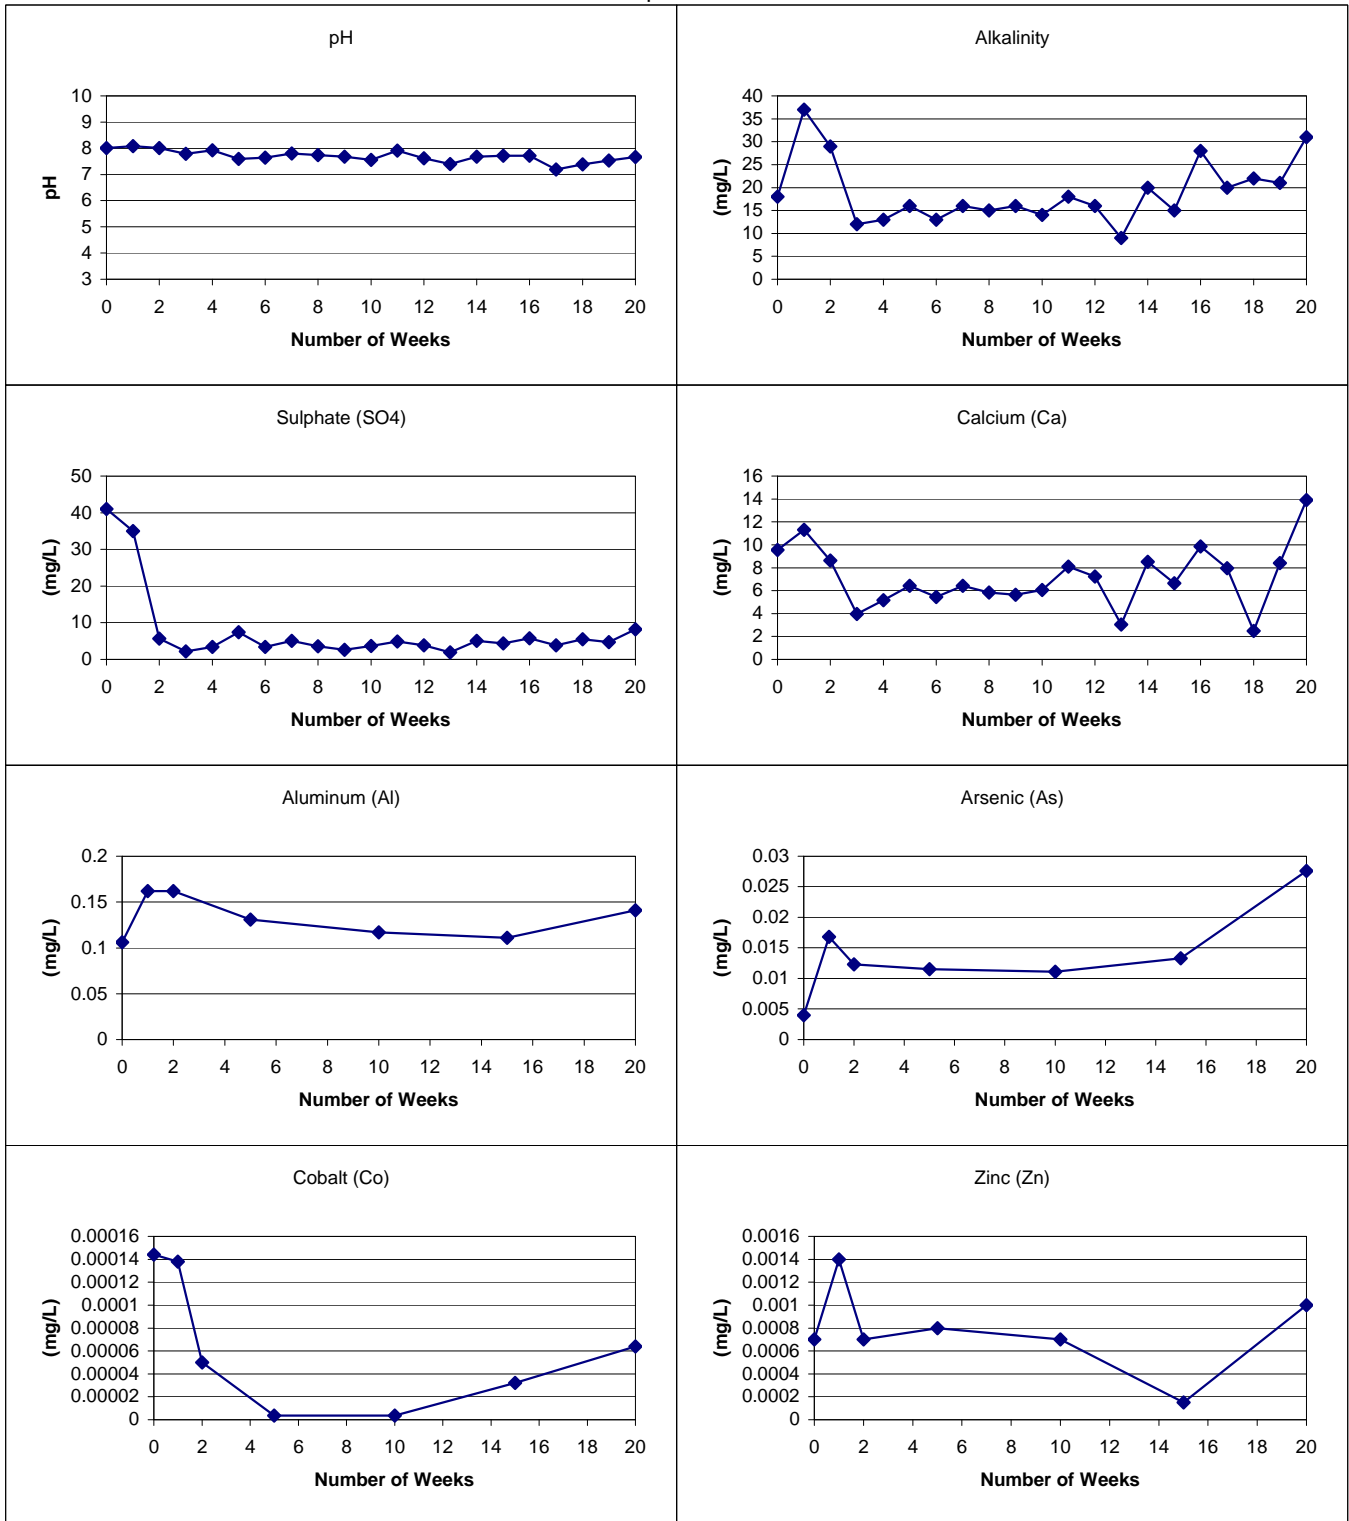 pH
10
9
8
7
6
5
4
3
pH
0 2 4 6 8 10 12 14 16 18 20
Number of Weeks
Alkalinity
40
35
30
25
20
15
10
5
0
(mg/L)
0 2 4 6 8 10 12 14 16 18 20
Number of Weeks
Sulphate (SO4)
50
40
30
20
10
0
(mg/L)
0 2 4 6 8 10 12 14 16 18 20
Number of Weeks
Calcium (Ca)
16
14
12
10
8
6
4
2
0
(mg/L)
0 2 4 6 8 10 12 14 16 18 20
Number of Weeks
Aluminum (Al)
0.2
0.15
0.1
0.05
0
(mg/L)
0 2 4 6 8 10 12 14 16 18 20
Number of Weeks
Arsenic (As)
0.03
0.025
0.02
0.015
0.01
0.005
0
(mg/L)
0 2 4 6 8 10 12 14 16 18 20
Number of Weeks
Cobalt (Co)
0.00016
0.00014
0.00012
0.0001
0.00008
0.00006
0.00004
0.00002
0
(mg/L)
0 2 4 6 8 10 12 14 16 18 20
Number of Weeks
Zinc (Zn)
0.0016
0.0014
0.0012
0.001
0.0008
0.0006
0.0004
0.0002
0
(mg/L)
0 2 4 6 8 10 12 14 16 18 20
Number of Weeks